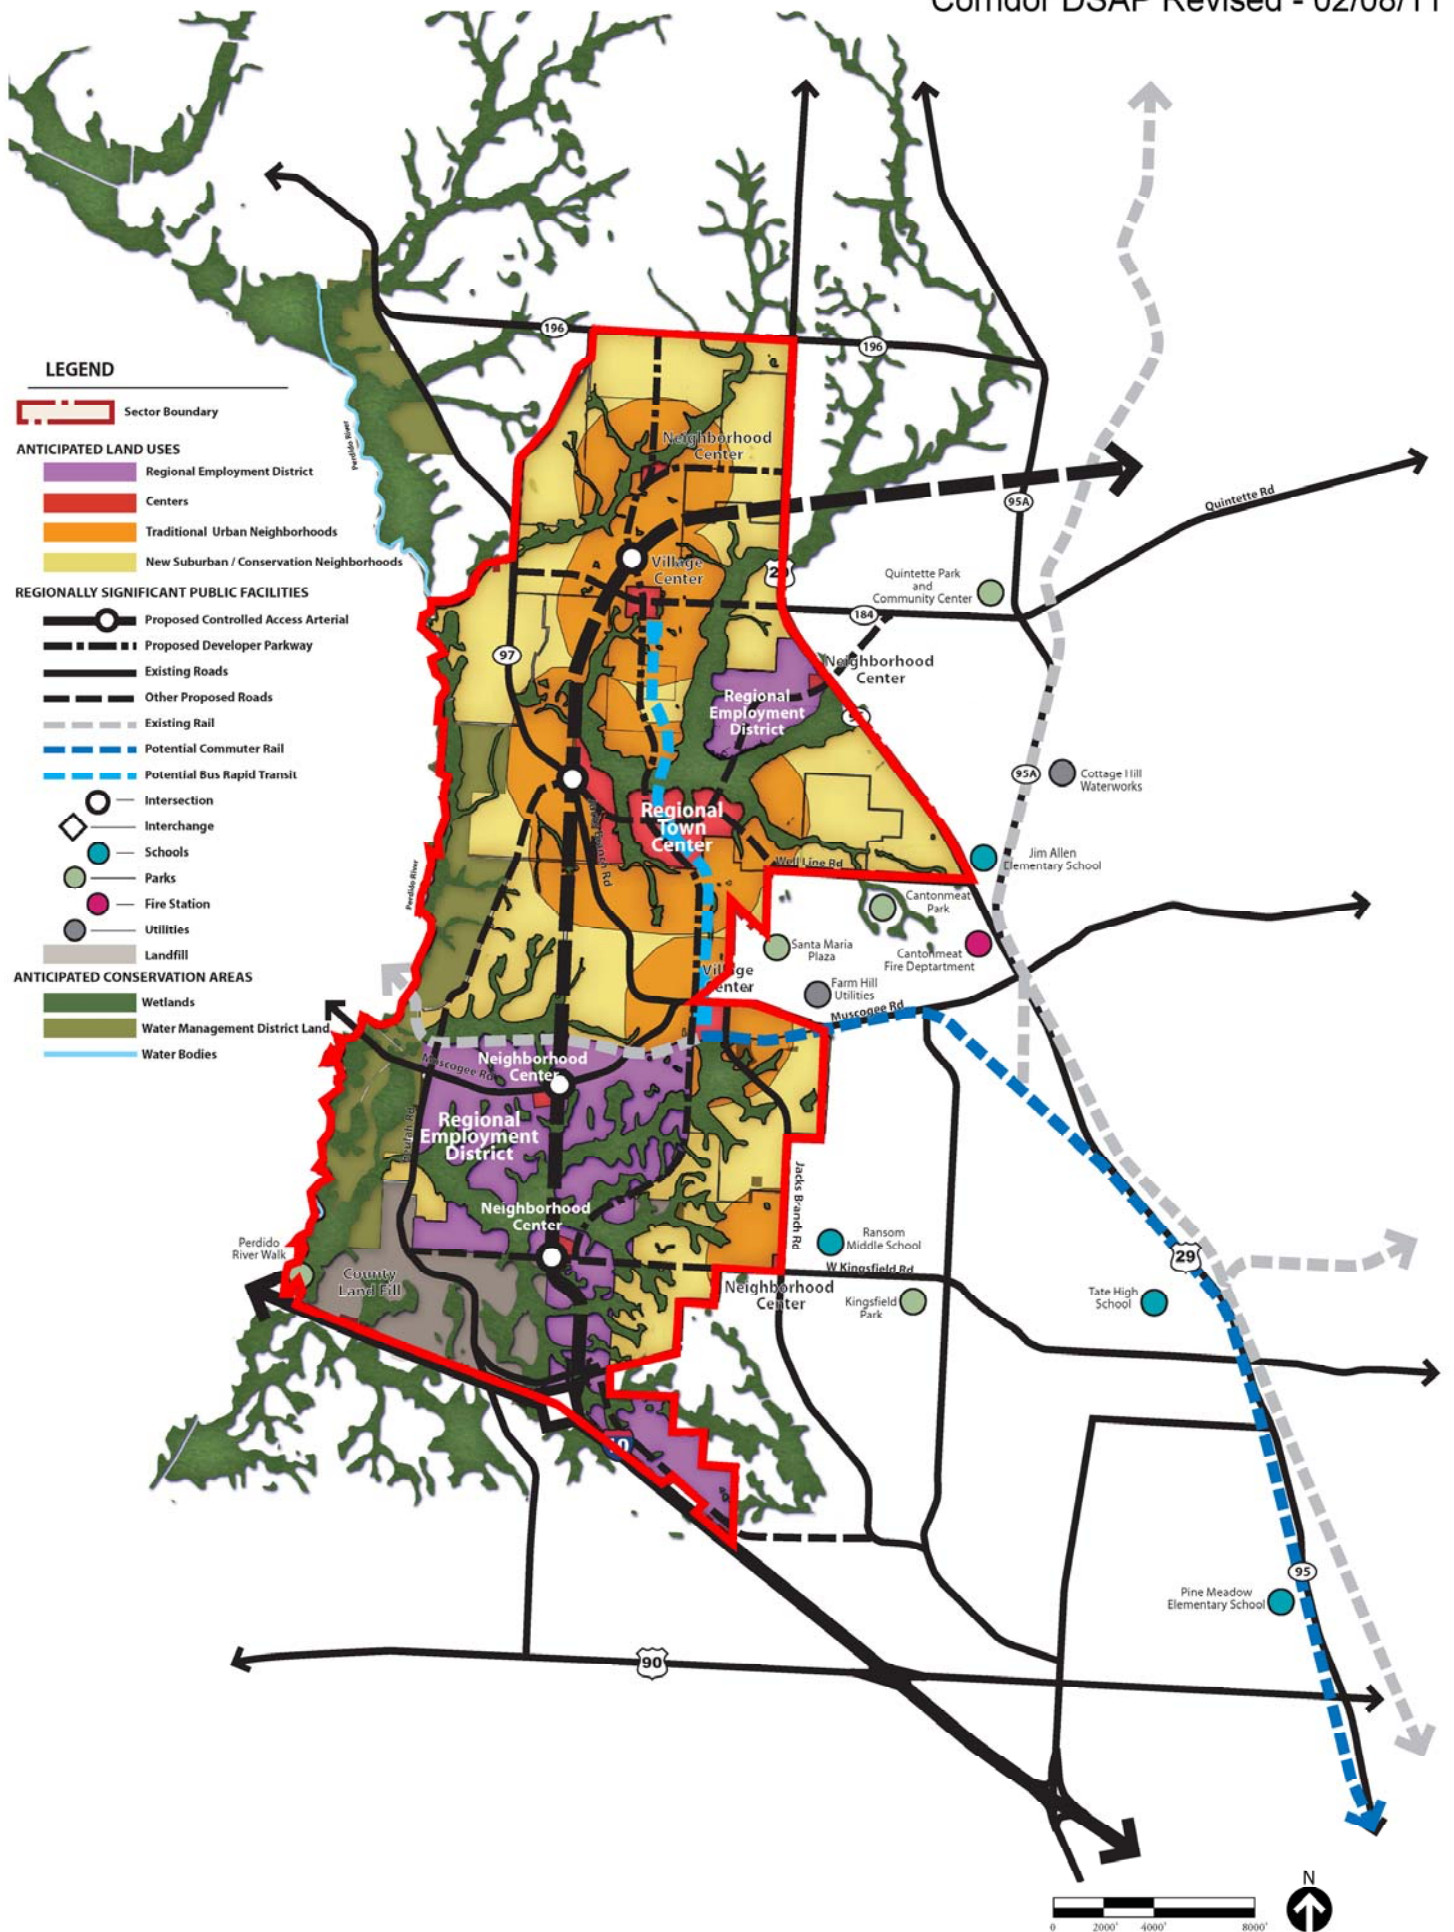 Corridor DSAP Revised - 02/08/11
LEGEND
Sector Boundary
ANTICIPATED LAND USES
Regional Employment District
Centers
Traditional Urban Neighborhoods
New Suburban / Conservation Neighborhoods
REGIONALLY SIGNIFICANT PUBLIC FACILITIES
Proposed Controlled Access Arterial
Proposed Developer Parkway
Existing Roads
Other Proposed Roads
Existing Rail
Potential Commuter Rail
Potential Bus Rapid Transit
Intersection
Interchange
Schools
Parks
Fire Station
Utilities
Landfill
ANTICIPATED CONSERVATION AREAS
Wetlands
Water Management District Land
Water Bodies
196
196
Perdido River
Neighborhood
Center
95A
Quintette Rd
Village
Center
29
Quintette Park
and
Community Center
184
97
Neighborhood
Center
Regional
Employment
District
95A
Cottage Hill
Waterworks
Regional
Town
Center
Well Line Rd
Jim Allen
Elementary School
Perdido River
Cantonmeat
Park
Santa Maria
Plaza
Cantonmeat
Fire Deptartment
Village
Center
Farm Hill
Utilities
Muscogee Rd
Muscogee Rd
Neighborhood
Center
Beulah Rd
Regional
Employment
District
Jacks Branch Rd
Neighborhood
Center
Perdido
River Walk
County
Land Fill
Ransom
Middle School
W Kingsfield Rd
29
Neighborhood
Center
Kingsfield
Park
Tate High
School
10
95
Pine Meadow
Elementary School
90
N
0 2000' 4000' 8000'